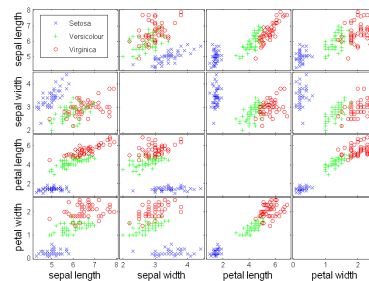 8
7
6
5
sepal length
Setosa
Versicolour
Virginica
4
3
2
sepal width
6
4
2
petal length
2
1
0
petal width
5 6 7 8
2 3 4
2 4 6
0 1 2
sepal length
sepal width
petal length
petal width